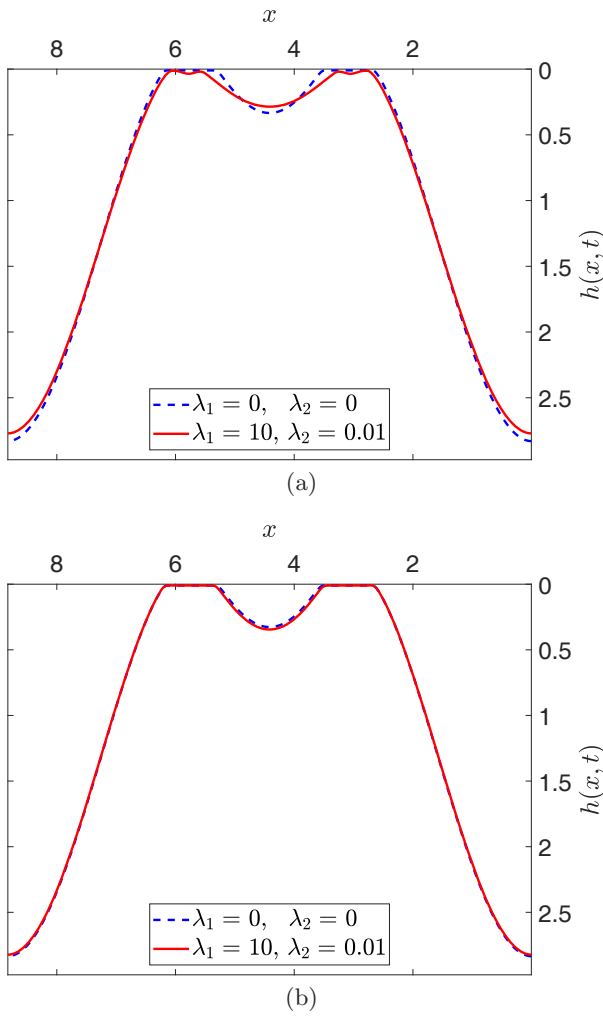 x
8 6 4 2
0
0.5
1
1.5
2
2.5
h(x, t)
λ₁ = 0, λ₂ = 0
λ₁ = 10, λ₂ = 0.01
(a)
x
8 6 4 2
0
0.5
1
1.5
2
2.5
h(x, t)
λ₁ = 0, λ₂ = 0
λ₁ = 10, λ₂ = 0.01
(b)